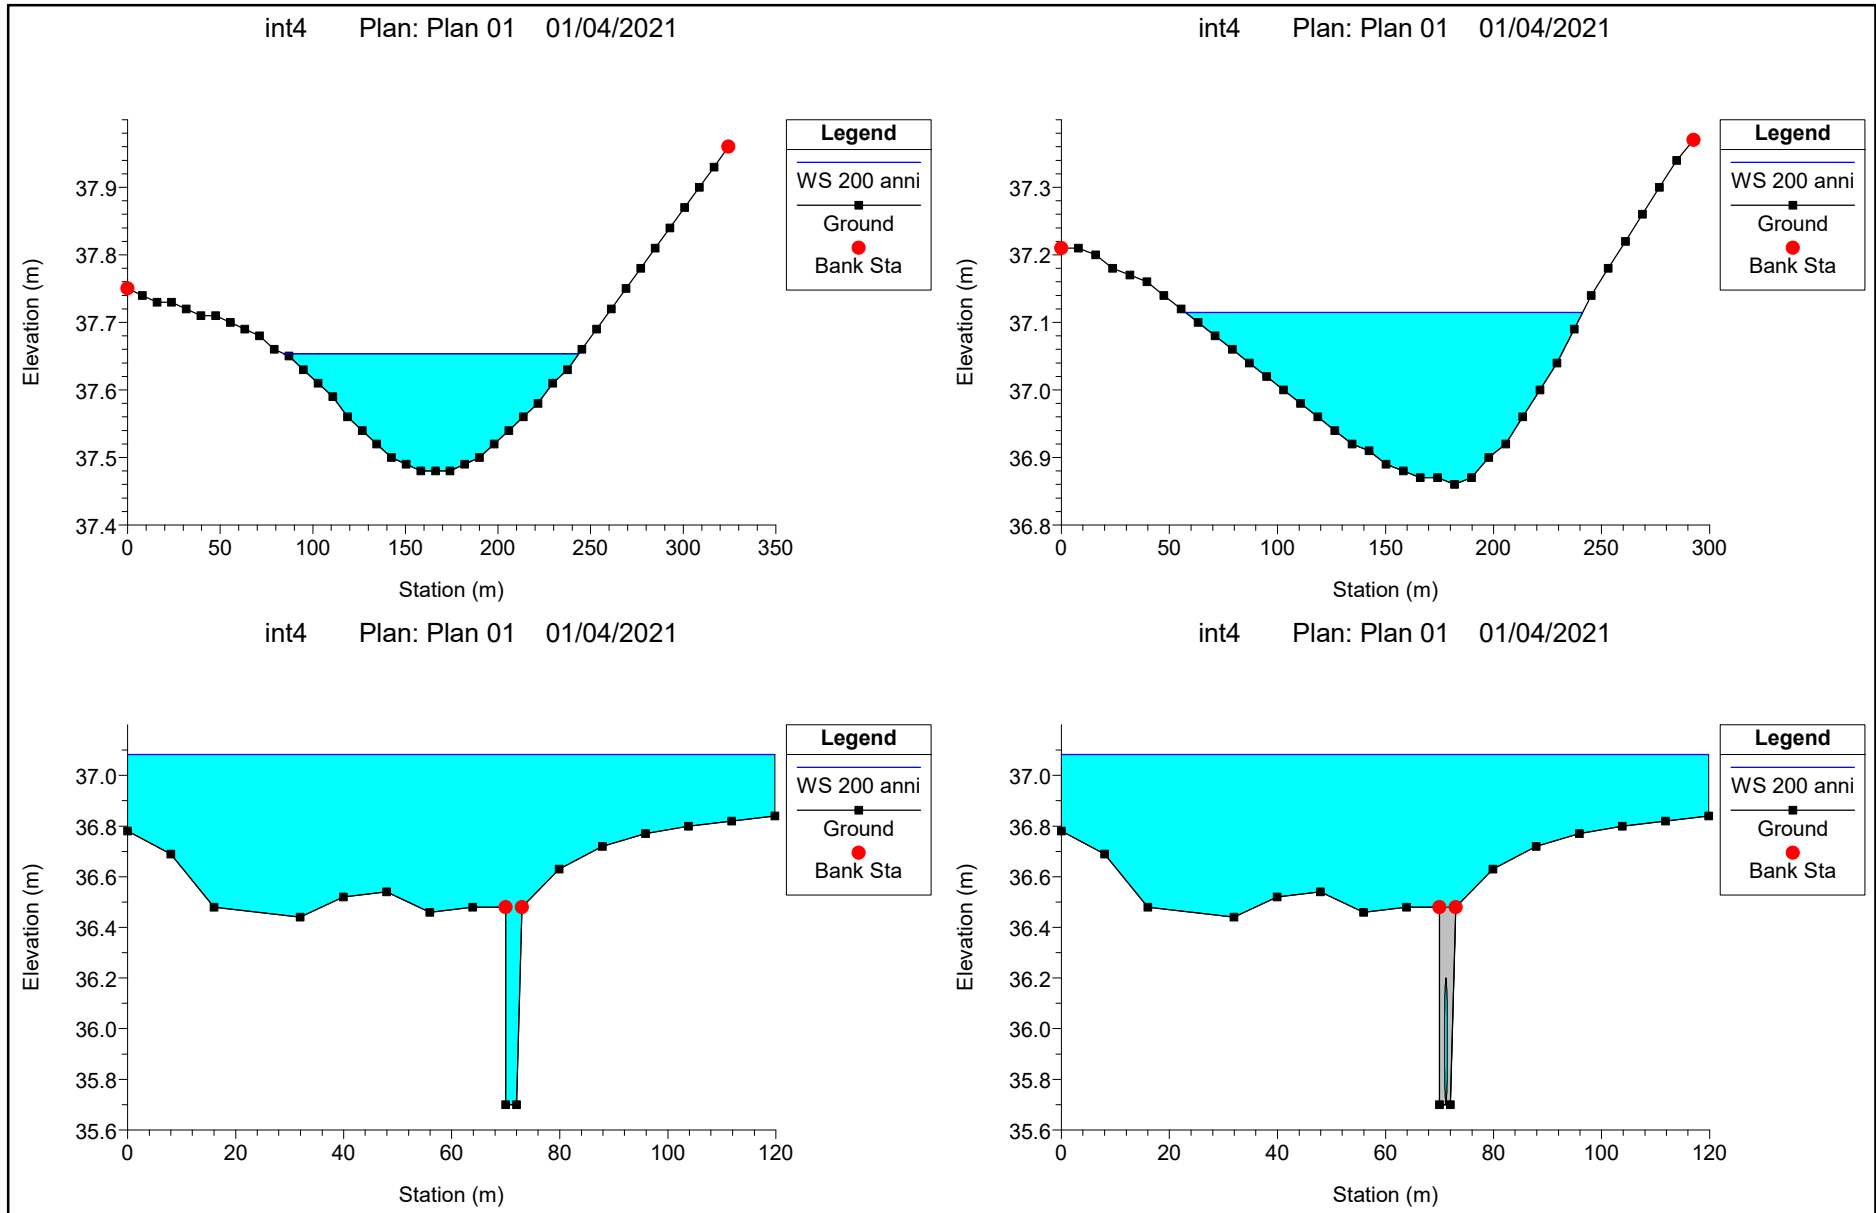 int4 Plan: Plan 01 01/04/2021
Elevation (m)
37.9
37.8
37.7
37.6
37.5
37.4
0 50 100 150 200 250 300 350
Station (m)
Legend
WS 200 anni
Ground
Bank Sta
int4 Plan: Plan 01 01/04/2021
Elevation (m)
37.3
37.2
37.1
37.0
36.9
36.8
0 50 100 150 200 250 300
Station (m)
Legend
WS 200 anni
Ground
Bank Sta
int4 Plan: Plan 01 01/04/2021
Elevation (m)
37.0
36.8
36.6
36.4
36.2
36.0
35.8
35.6
0 20 40 60 80 100 120
Station (m)
Legend
WS 200 anni
Ground
Bank Sta
int4 Plan: Plan 01 01/04/2021
Elevation (m)
37.0
36.8
36.6
36.4
36.2
36.0
35.8
35.6
0 20 40 60 80 100 120
Station (m)
Legend
WS 200 anni
Ground
Bank Sta